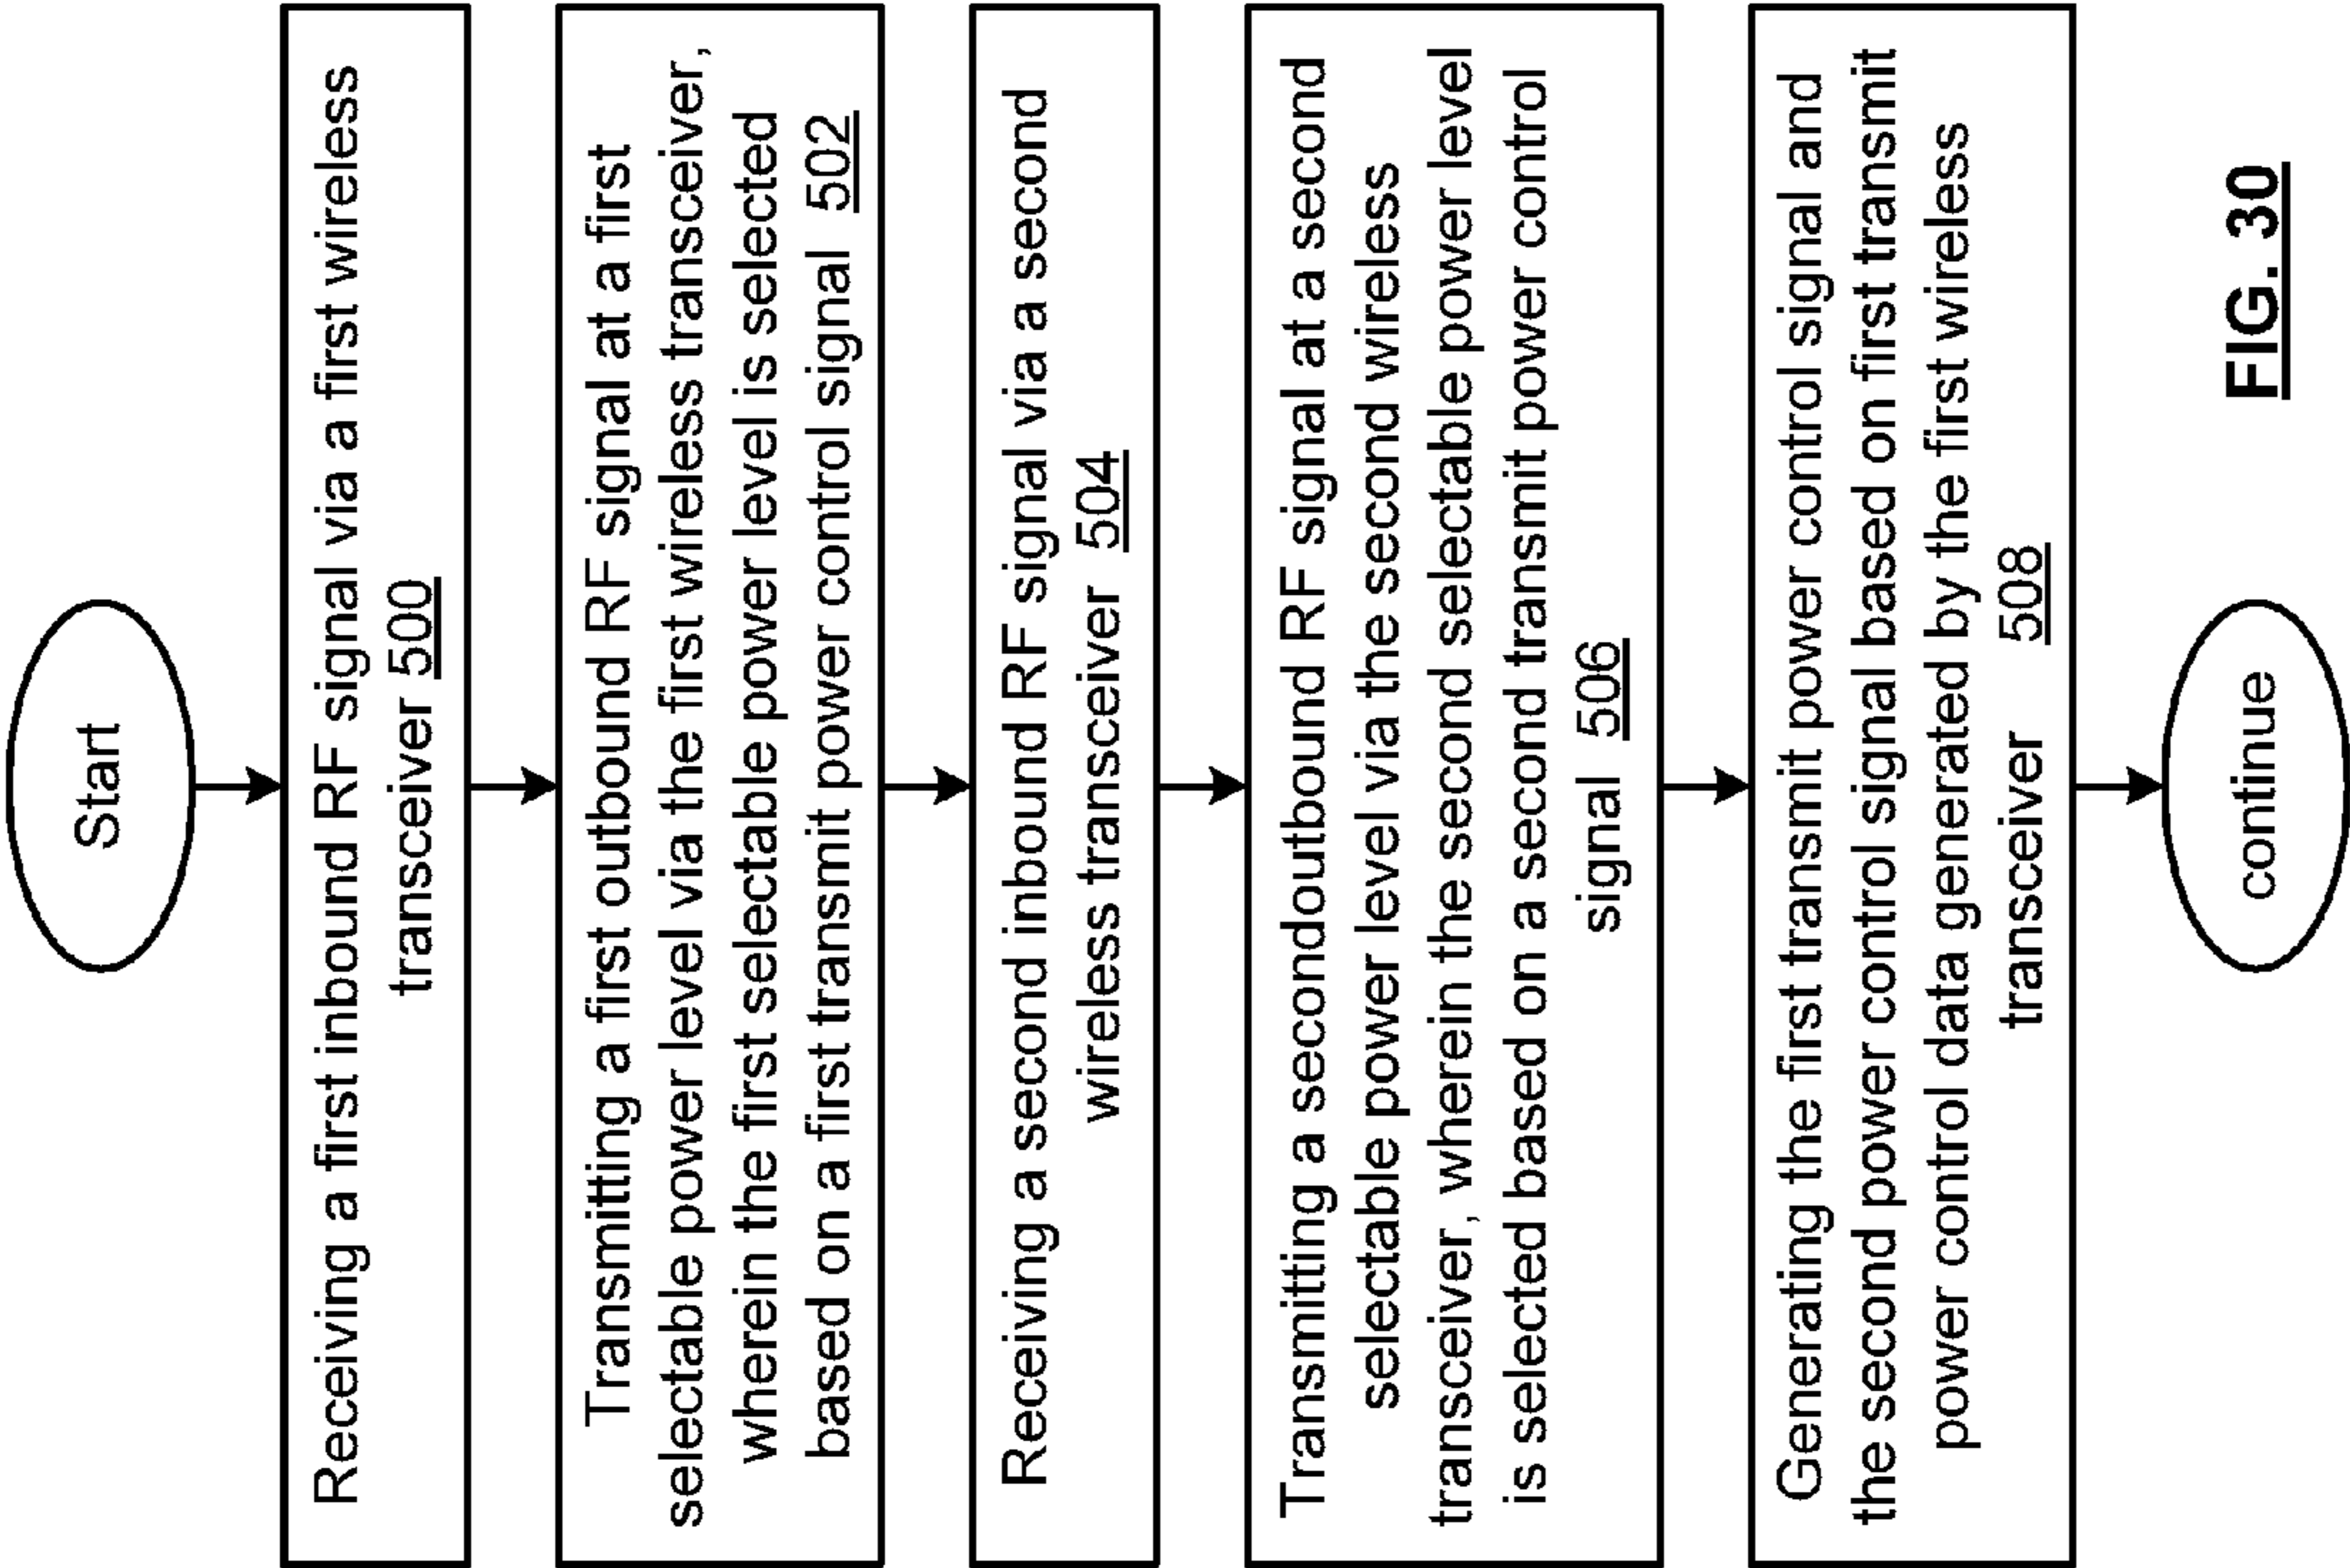 Start
Receiving a first inbound RF signal via a first wireless
transceiver 500
Transmitting a first outbound RF signal at a first
selectable power level via the first wireless transceiver,
wherein the first selectable power level is selected
based on a first transmit power control signal 502
Receiving a second inbound RF signal via a second
wireless transceiver 504
Transmitting a secondoutbound RF signal at a second
selectable power level via the second wireless
transceiver, wherein the second selectable power level
is selected based on a second transmit power control
signal 506
Generating the first transmit power control signal and
the second power control signal based on first transmit
power control data generated by the first wireless
transceiver 508
continue
FIG. 30